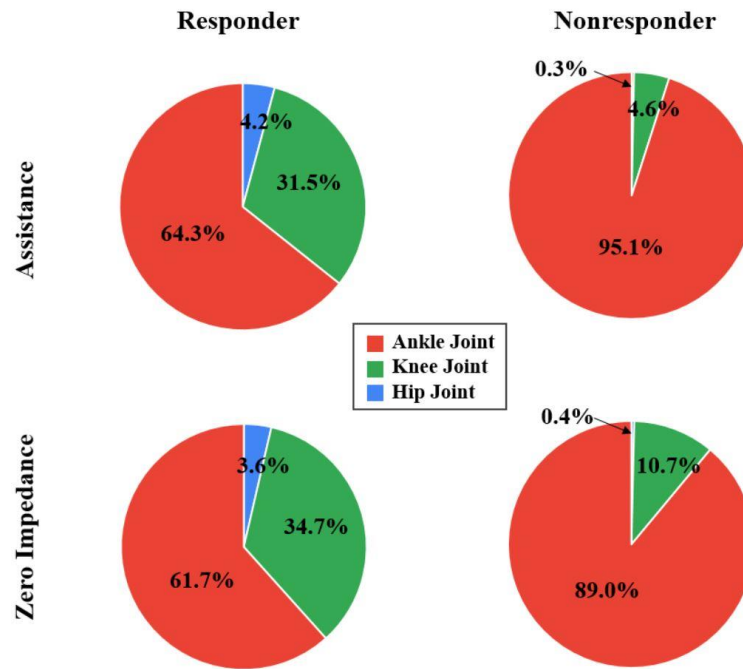 Responder
Nonresponder
Assistance
4.2%
31.5%
64.3%
0.3%
4.6%
95.1%
Ankle Joint
Knee Joint
Hip Joint
Zero Impedance
3.6%
34.7%
61.7%
0.4%
10.7%
89.0%